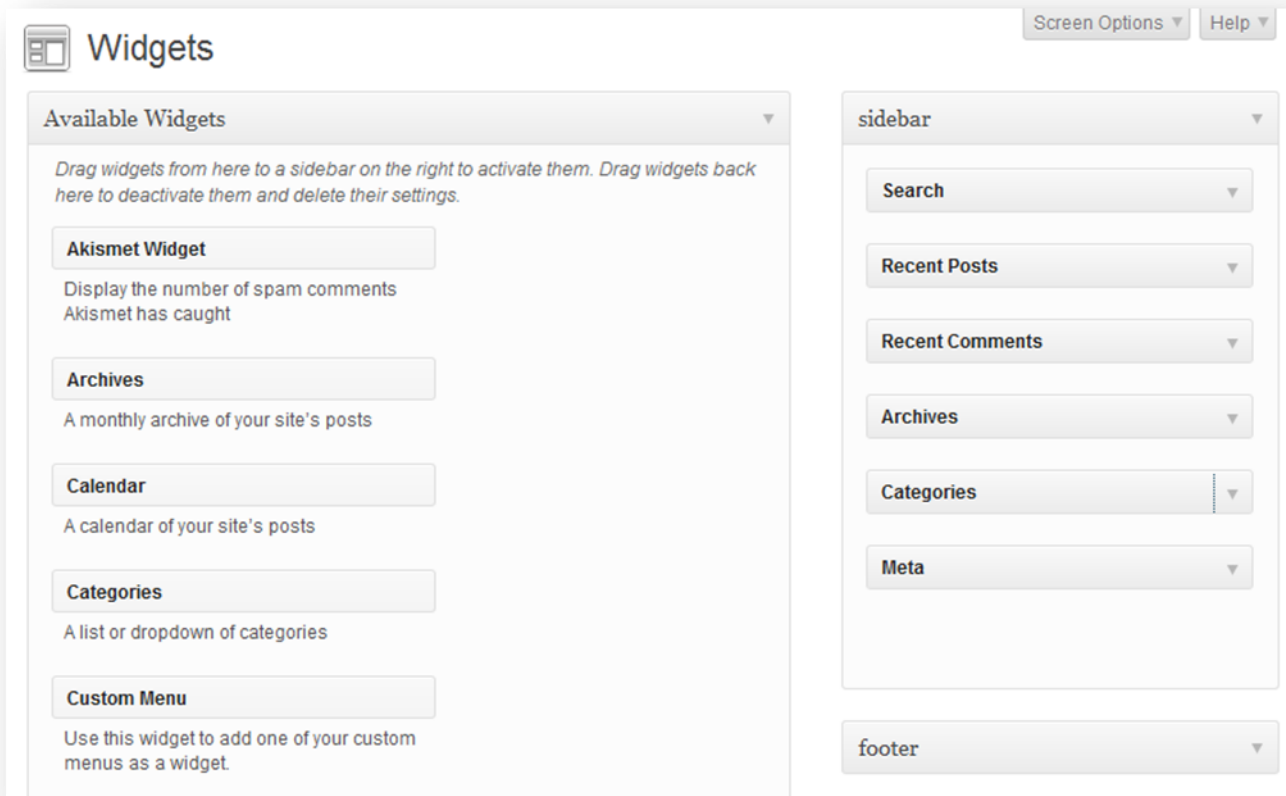 Screen Options
Help
Widgets
Available Widgets
Drag widgets from here to a sidebar on the right to activate them. Drag widgets back
here to deactivate them and delete their settings.
Akismet Widget
Display the number of spam comments
Akismet has caught
Archives
A monthly archive of your site's posts
Calendar
A calendar of your site's posts
Categories
A list or dropdown of categories
Custom Menu
Use this widget to add one of your custom
menus as a widget.
sidebar
Search
Recent Posts
Recent Comments
Archives
Categories
Meta
footer